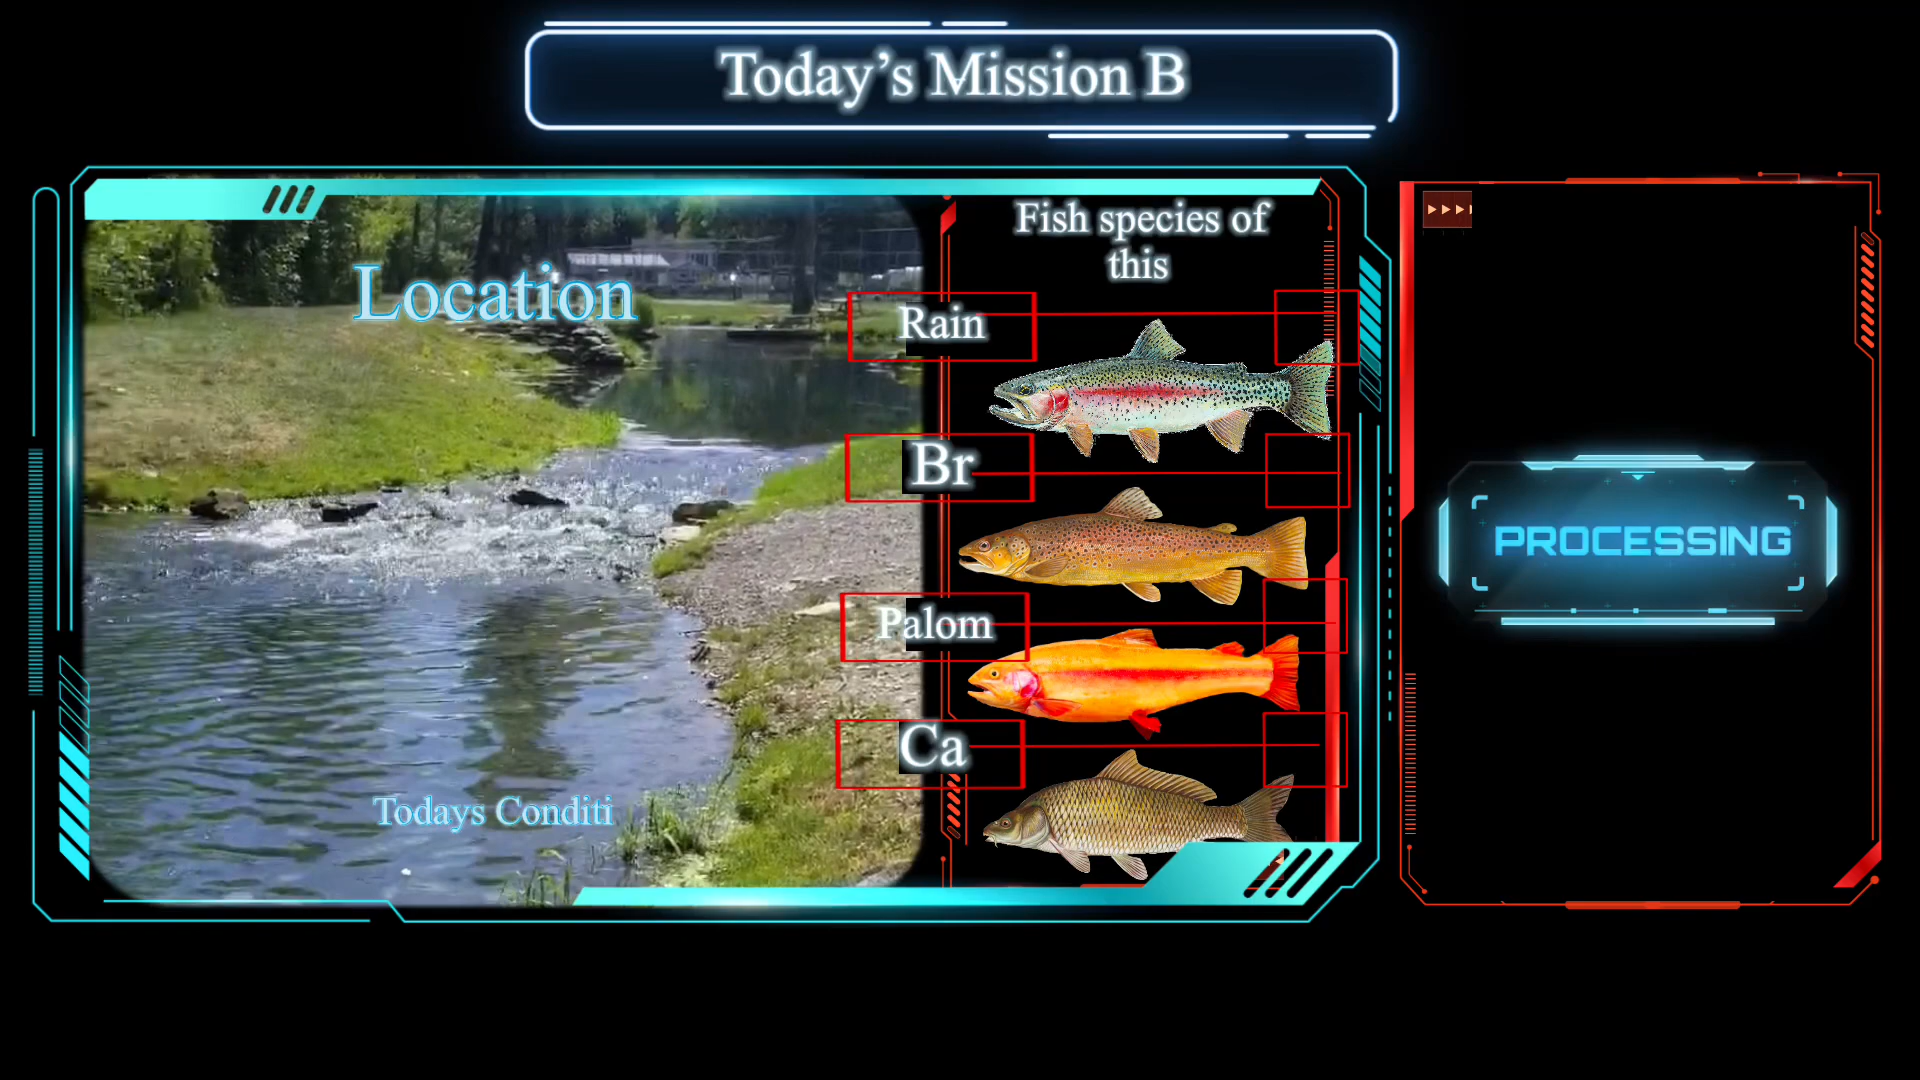 Today's Mission B
Location
Fish species of
this
Rain
Br
Palom
Ca
Todays Conditi
PROCESSING